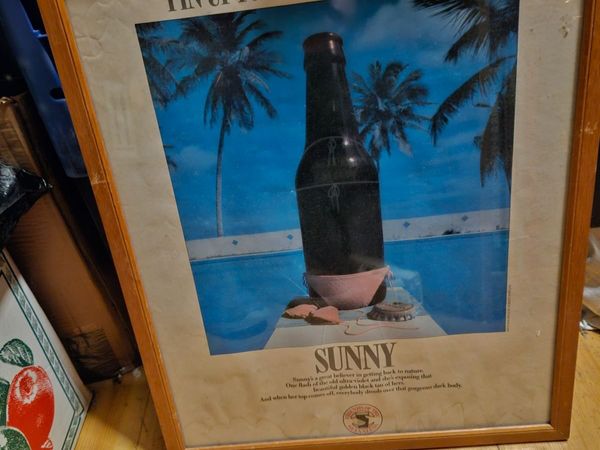 SUNNY
Sunny's a great believer in getting back to nature.
One flash of the old ultra-violet and she's exposing that
beautiful golden black tan of hers.
And when her top comes off, everybody drools over that gorgeous dark body.